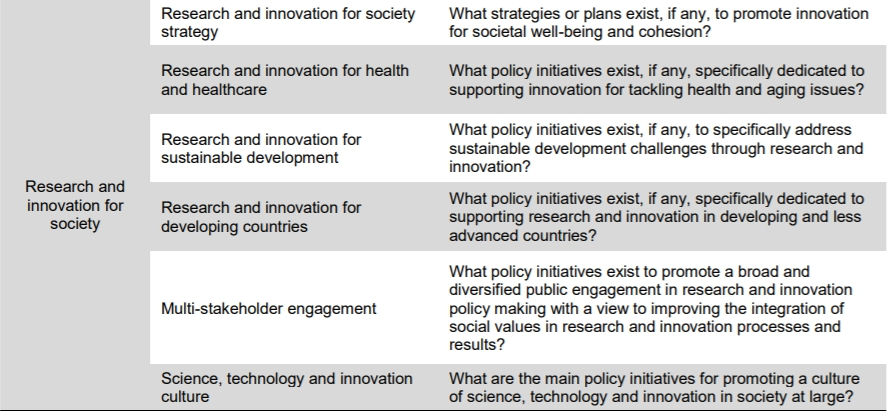 Research and innovation for
society
Research and innovation for society
strategy
What strategies or plans exist, if any, to promote innovation
for societal well-being and cohesion?
Research and innovation for health
and healthcare
What policy initiatives exist, if any, specifically dedicated to
supporting innovation for tackling health and aging issues?
Research and innovation for
sustainable development
What policy initiatives exist, if any, to specifically address
sustainable development challenges through research and
innovation?
Research and innovation for
developing countries
What policy initiatives exist, if any, specifically dedicated to
supporting research and innovation in developing and less
advanced countries?
Multi-stakeholder engagement
What policy initiatives exist to promote a broad and
diversified public engagement in research and innovation
policy making with a view to improving the integration of
social values in research and innovation processes and
results?
Science, technology and innovation
culture
What are the main policy initiatives for promoting a culture
of science, technology and innovation in society at large?